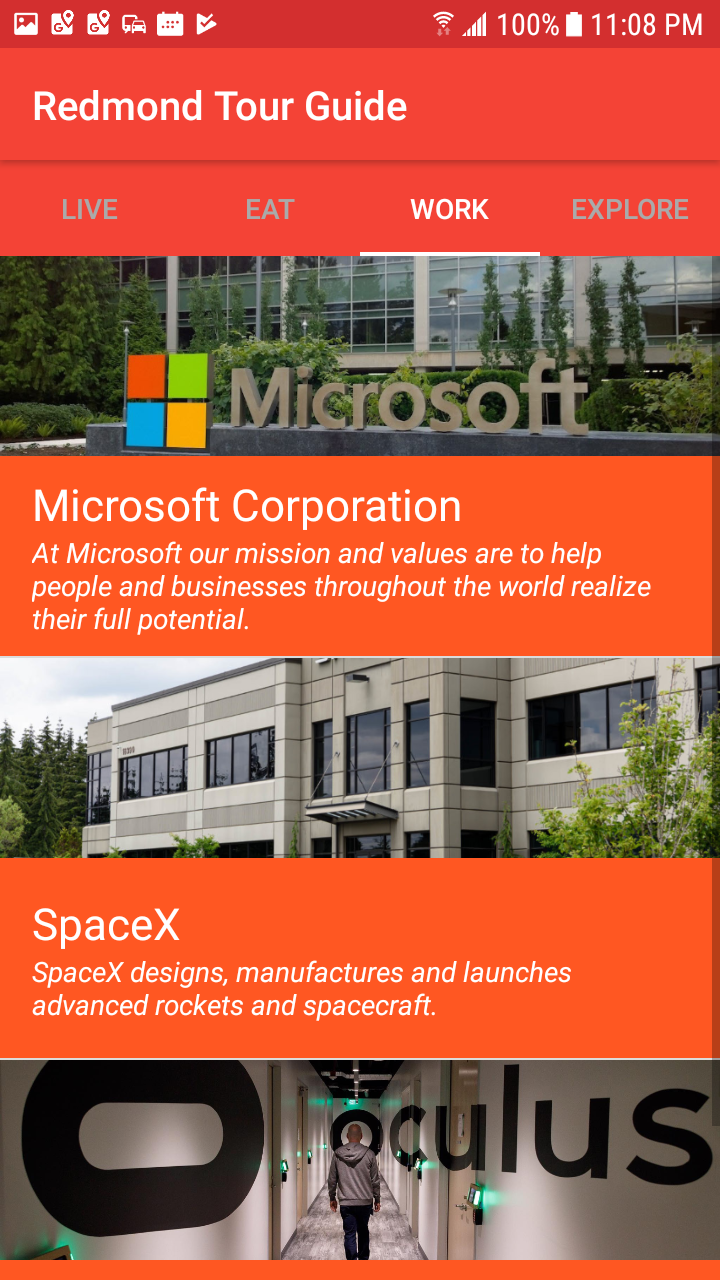 100% 11:08 PM
Redmond Tour Guide
LIVE EAT WORK EXPLORE
Microsoft
Microsoft Corporation
At Microsoft our mission and values are to help
people and businesses throughout the world realize
their full potential.
SpaceX
SpaceX designs, manufactures and launches
advanced rockets and spacecraft.
oculus